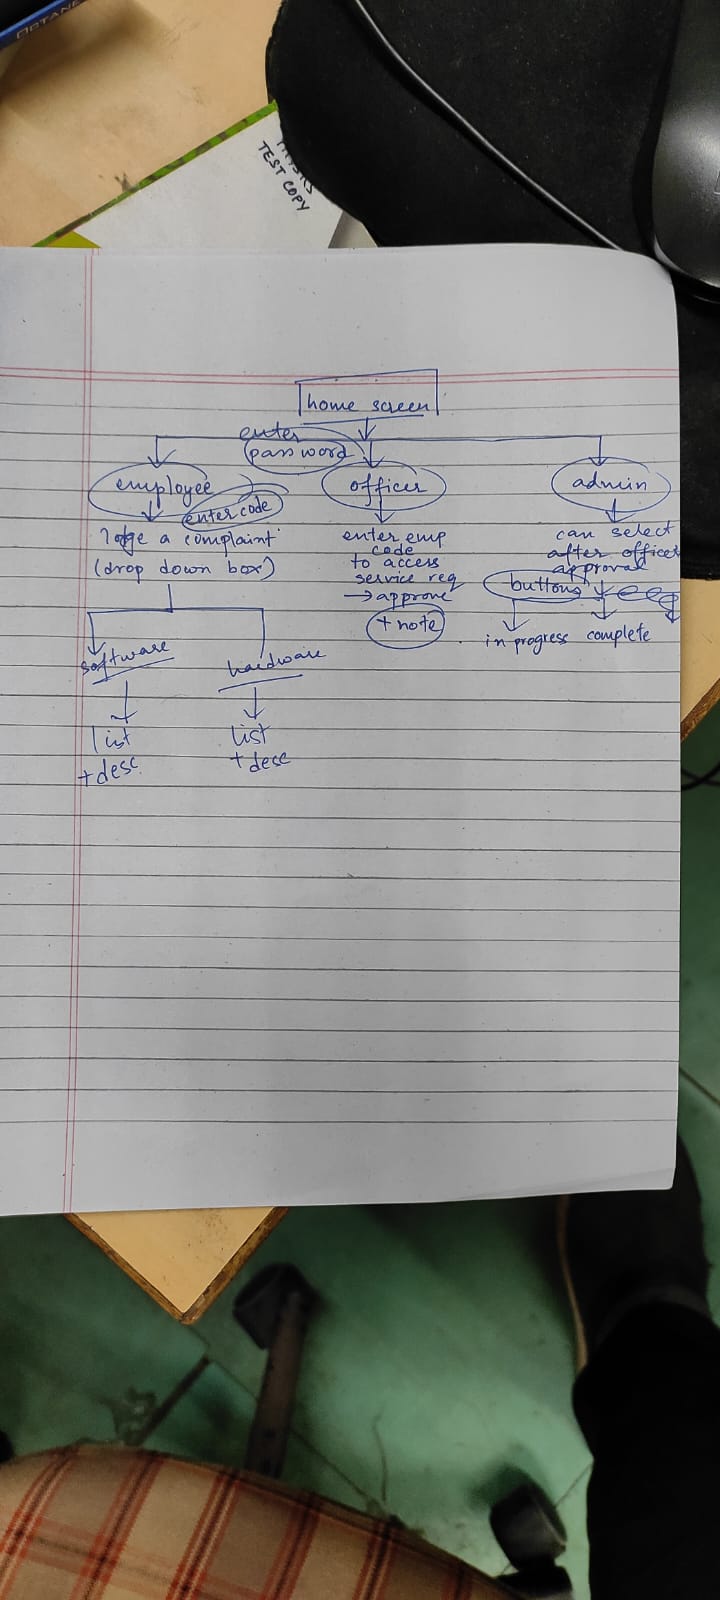 OCTANE
TEST COPY
home screen
enter
password
employee
officer
admin
enter code
lodge a complaint
(drop down box)
enter emp
code
to access
service req
→ approve
+ note
can select
after officer
approval
buttons
in progress
complete
software
hardware
list
+ desc
list
+ desc